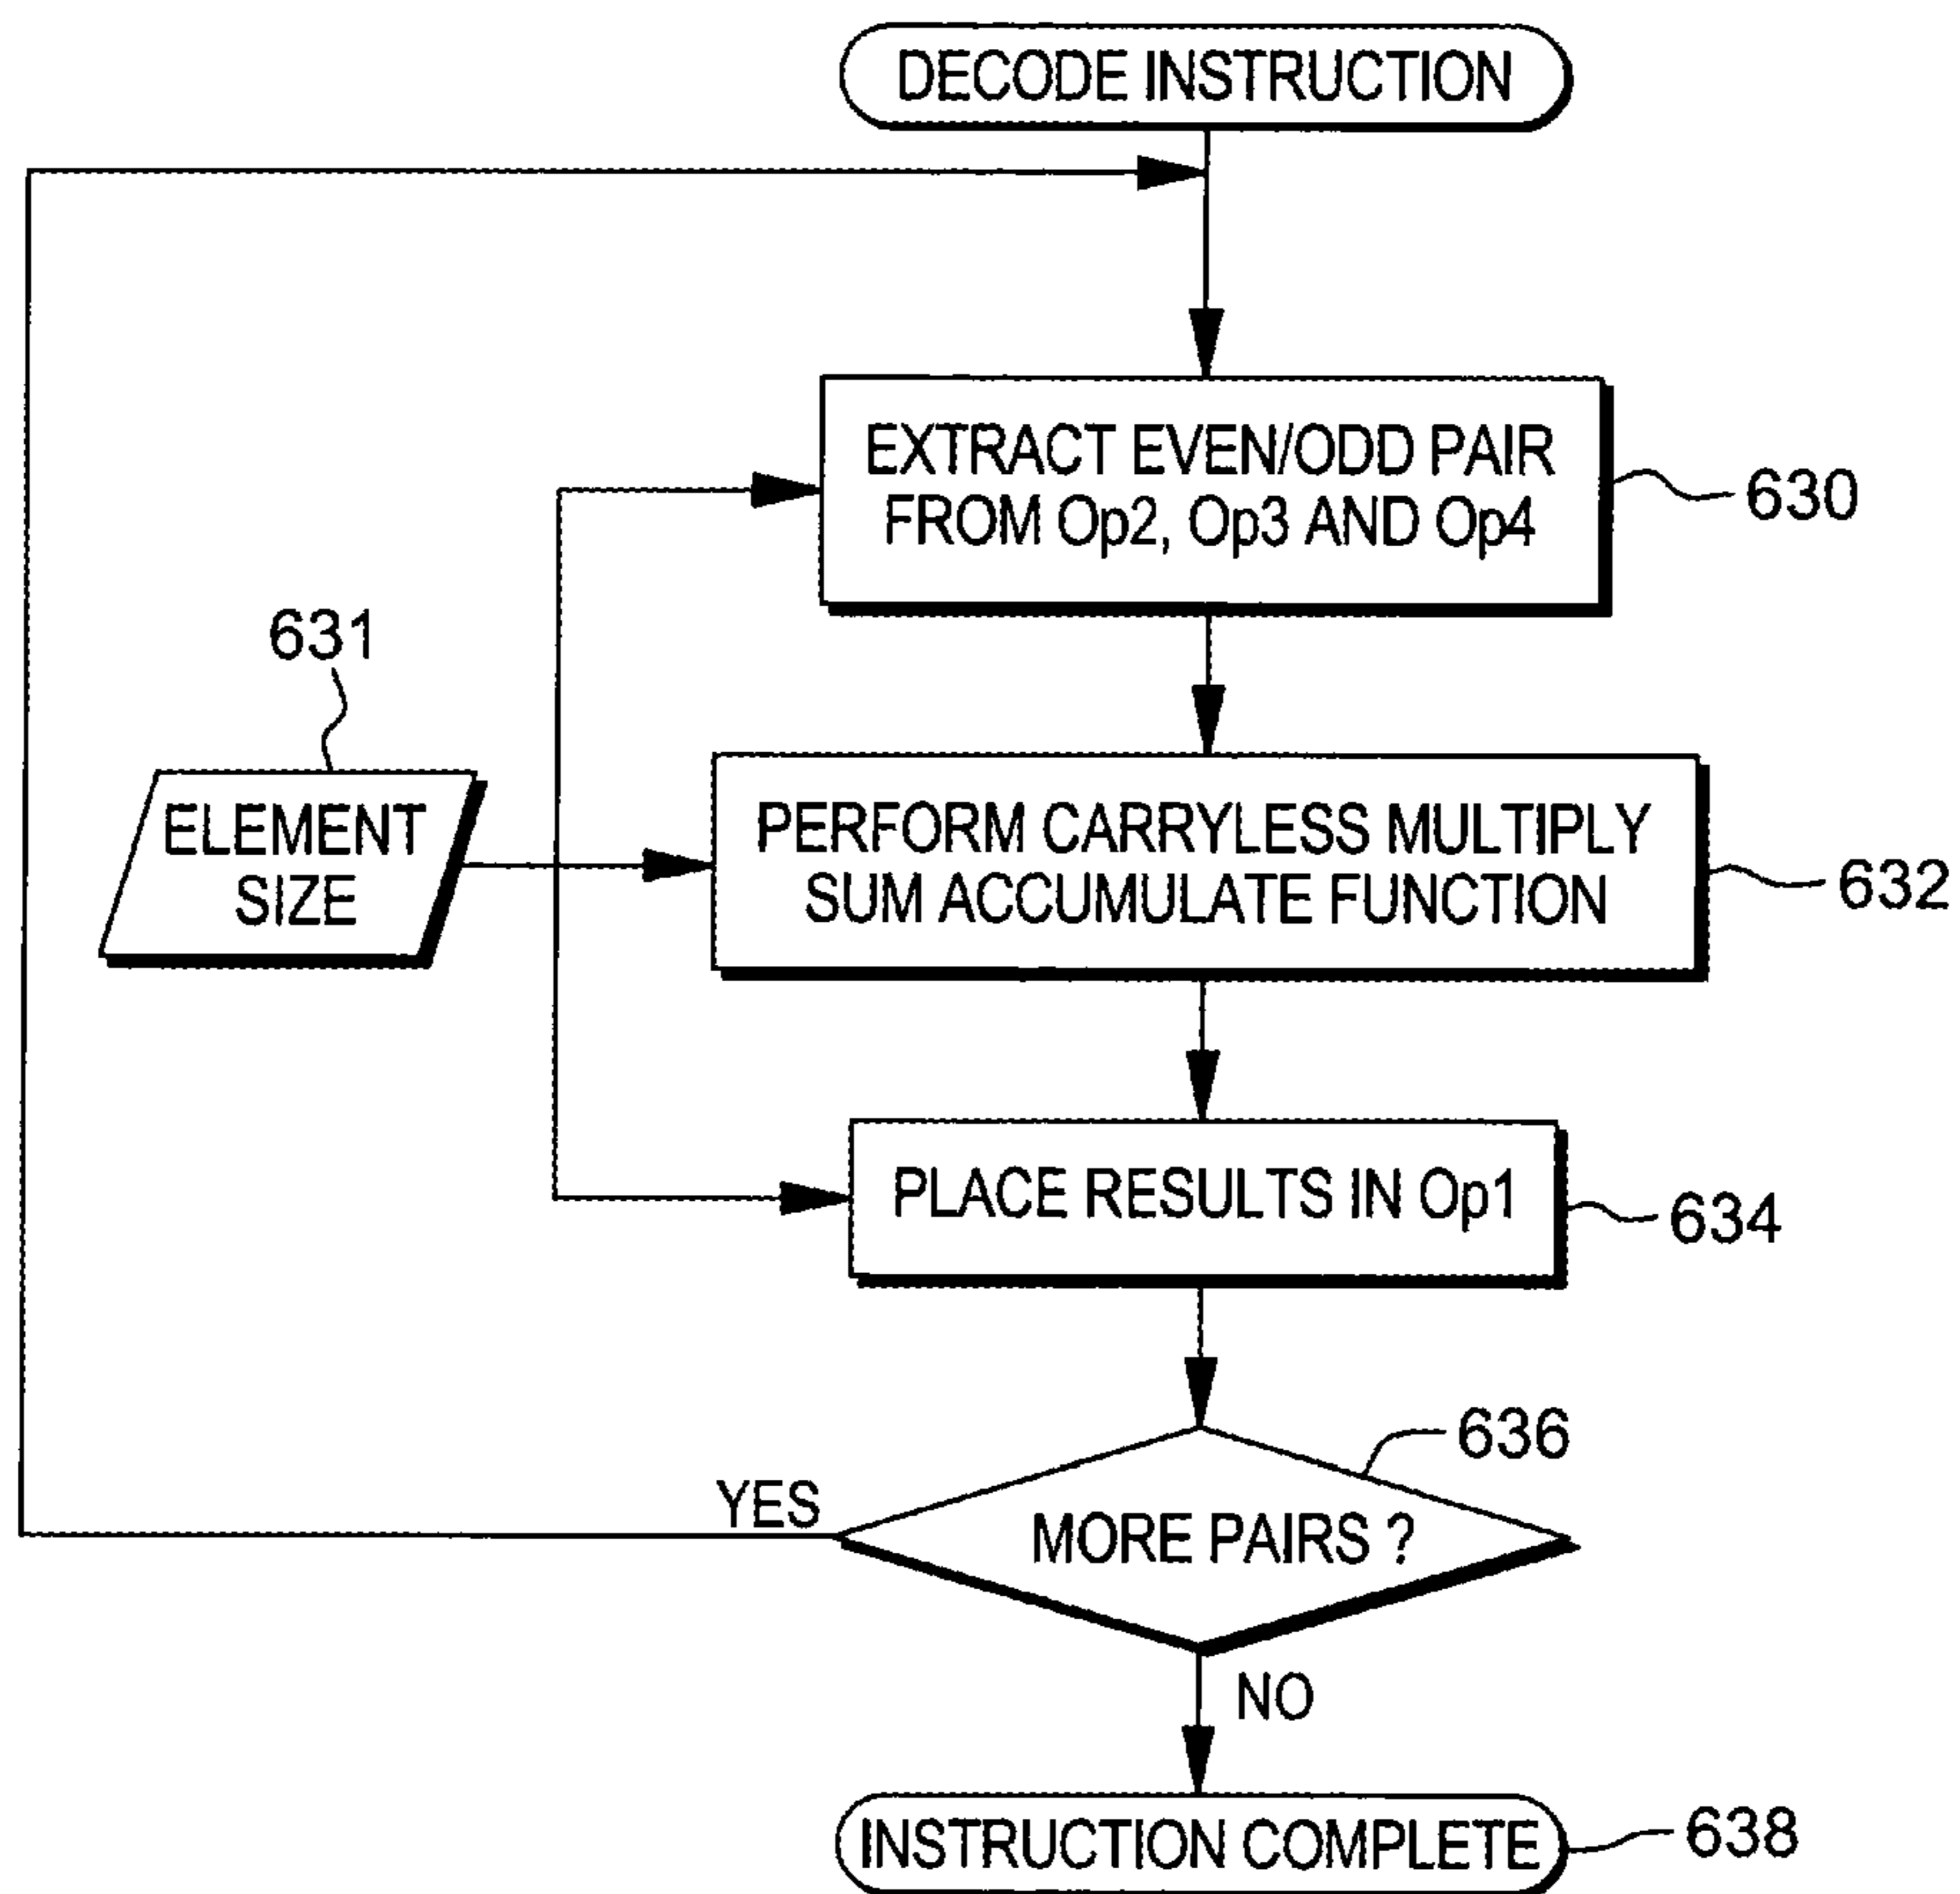 DECODE INSTRUCTION
EXTRACT EVEN/ODD PAIR
FROM Op2, Op3 AND Op4
630
631
ELEMENT
SIZE
PERFORM CARRYLESS MULTIPLY
SUM ACCUMULATE FUNCTION
632
PLACE RESULTS IN Op1
634
636
YES
MORE PAIRS ?
NO
INSTRUCTION COMPLETE
638